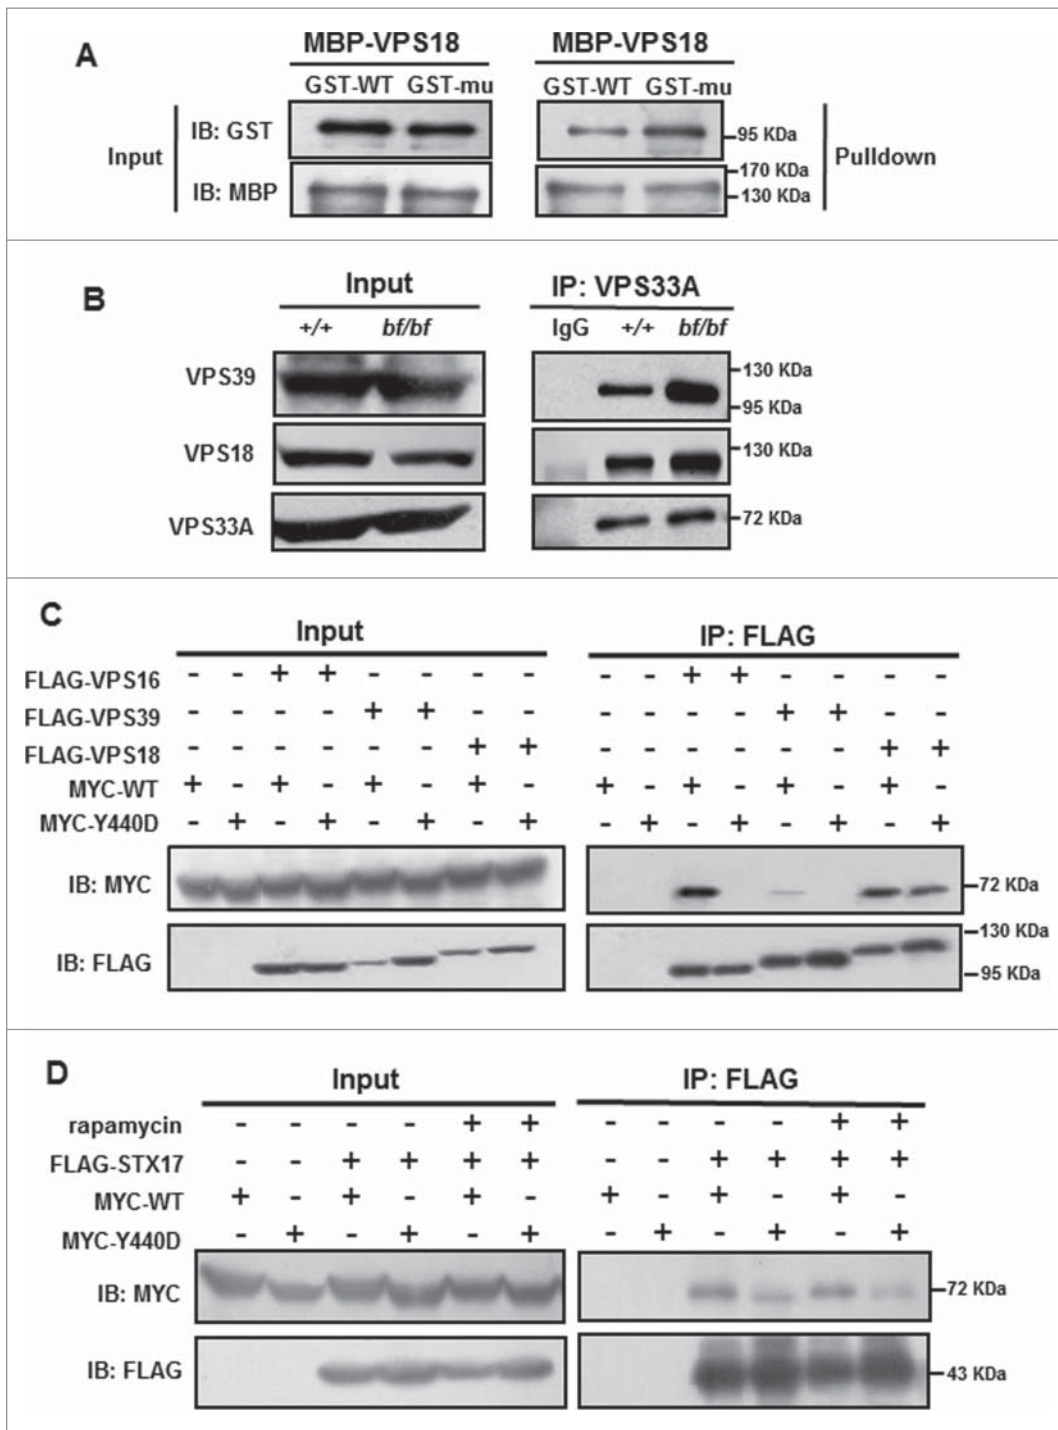 A
MBP-VPS18 MBP-VPS18
GST-WT GST-mu GST-WT GST-mu
Input IB: GST 95 KDa Pulldown
IB: MBP 170 KDa
130 KDa
B
Input IP: VPS33A
+/+ bf/bf IgG +/+ bf/bf
VPS39 130 KDa
95 KDa
VPS18 130 KDa
VPS33A 72 KDa
C
Input IP: FLAG
FLAG-VPS16 - - + + - - - - - - + + - - - -
FLAG-VPS39 - - - - + + - - - - - - + + - -
FLAG-VPS18 - - - - - - + + - - - - - - + +
MYC-WT + - + - + - + - + - + - + - + -
MYC-Y440D - + - + - + - + - + - + - + - +
IB: MYC 72 KDa
IB: FLAG 130 KDa
95 KDa
D
Input IP: FLAG
rapamycin - - - - + + - - - - + +
FLAG-STX17 - - + + + + - - + + + +
MYC-WT + - + - + - + - + - + -
MYC-Y440D - + - + - + - + - + - +
IB: MYC 72 KDa
IB: FLAG 43 KDa